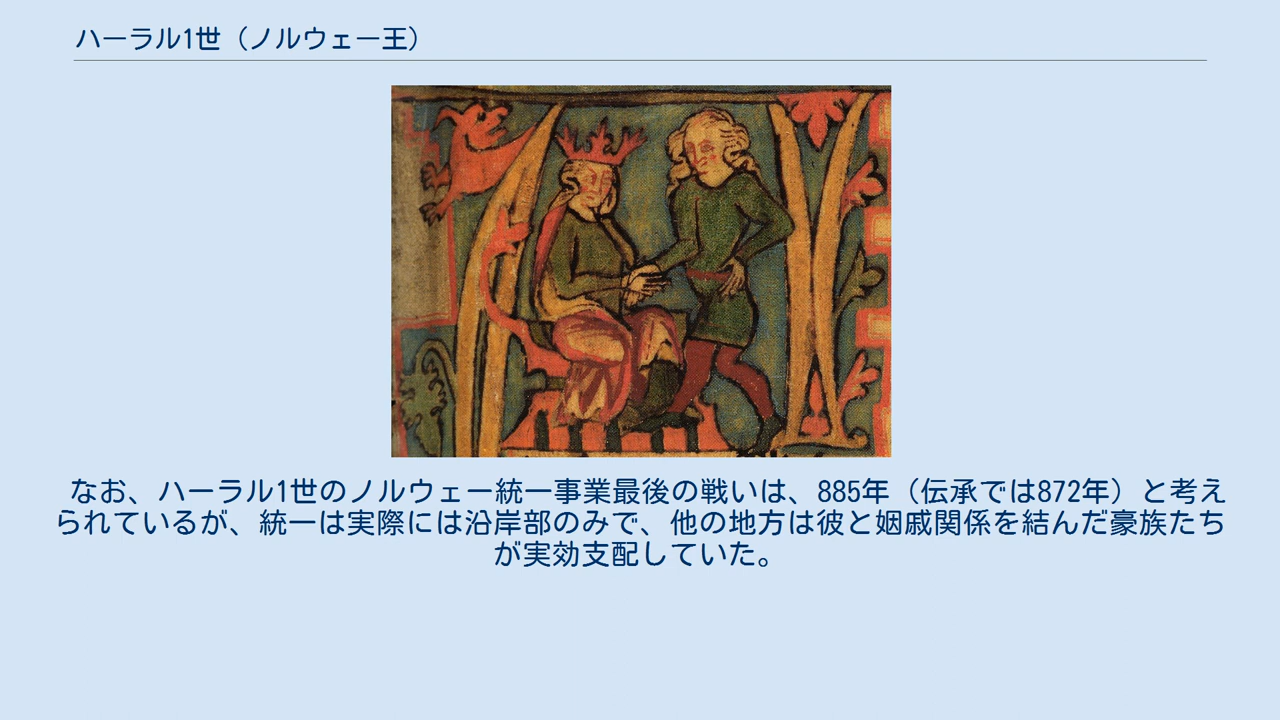 ハーラル1世（ノルウェー王）
なお、ハーラル1世のノルウェー統一事業最後の戦いは、885年（伝承では872年）と考え
られているが、統一は実際には沿岸部のみで、他の地方は彼と姻戚関係を結んだ豪族たち
が実効支配していた。